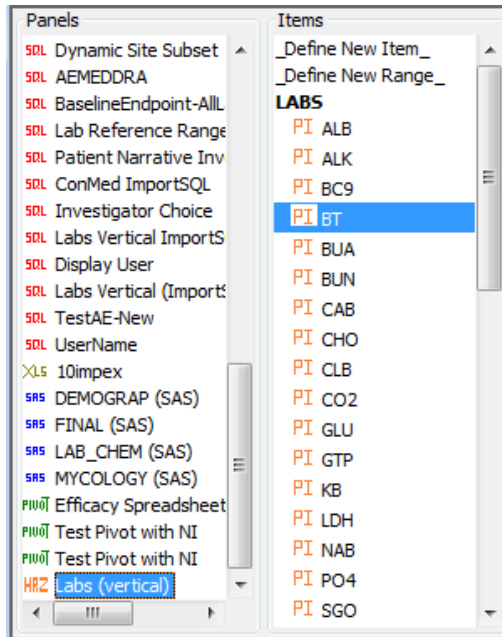 Panels
SQL Dynamic Site Subset
SQL AEMEDDRA
SQL BaselineEndpoint-AllL
SQL Lab Reference Range
SQL Patient Narrative Inv
SQL ConMed ImportSQL
SQL Investigator Choice
SQL Labs Vertical ImportS
SQL Display User
SQL Labs Vertical (ImportS
SQL TestAE-New
SQL UserName
XLS 10impex
SAS DEMOGRAP (SAS)
SAS FINAL (SAS)
SAS LAB_CHEM (SAS)
SAS MYCOLOGY (SAS)
PIVOT Efficacy Spreadsheet
PIVOT Test Pivot with NI
PIVOT Test Pivot with NI
HRZ Labs (vertical)
Items
_Define New Item_
_Define New Range_
LABS
PI ALB
PI ALK
PI BC9
PI BT
PI BUA
PI BUN
PI CAB
PI CHO
PI CLB
PI CO2
PI GLU
PI GTP
PI KB
PI LDH
PI NAB
PI PO4
PI SGO